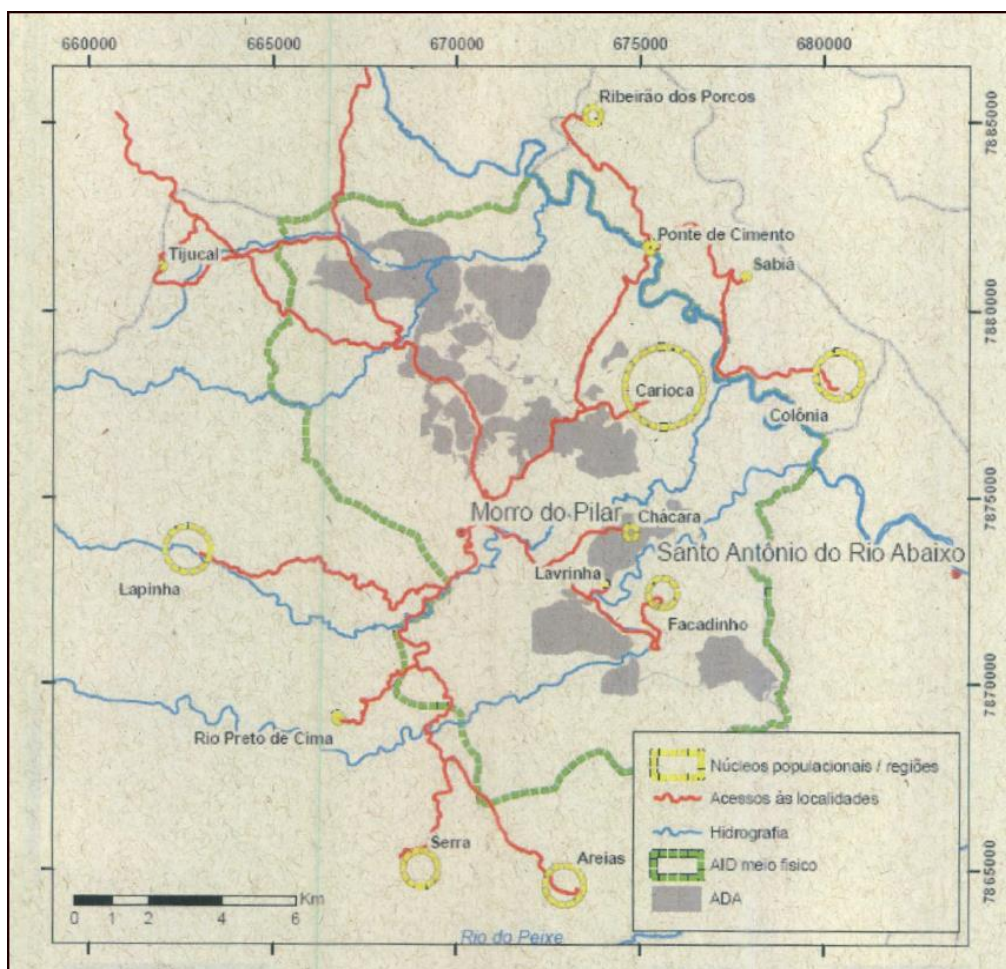 660000 665000 670000 675000 680000
Ribeirão dos Porcos
7885000
Ponte de Cimento
Tijucal
Sabiá
7880000
Carioca
Colônia
7875000
Morro do Pilar
Chácara
Santo Antônio do Rio Abaixo
Lavrinha
Lapinha
Facadinho
7870000
Rio Preto de Cima
Núcleos populacionais / regiões
Acessos às localidades
Hidrografia
AID meio físico
ADA
Serra
Areias
7865000
Km
0 1 2 4 6
Rio do Peixe